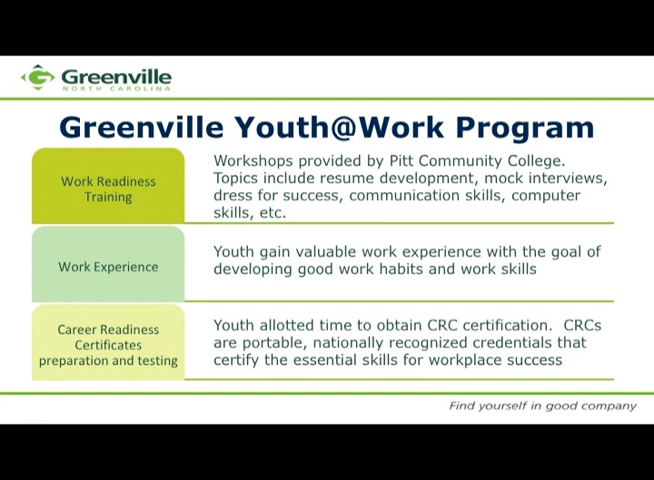 Greenville
NORTH CAROLINA
Greenville Youth@Work Program
Work Readiness
Training
Workshops provided by Pitt Community College.
Topics include resume development, mock interviews,
dress for success, communication skills, computer
skills, etc.
Work Experience
Youth gain valuable work experience with the goal of
developing good work habits and work skills
Career Readiness
Certificates
preparation and testing
Youth allotted time to obtain CRC certification.  CRCs
are portable, nationally recognized credentials that
certify the essential skills for workplace success
Find yourself in good company